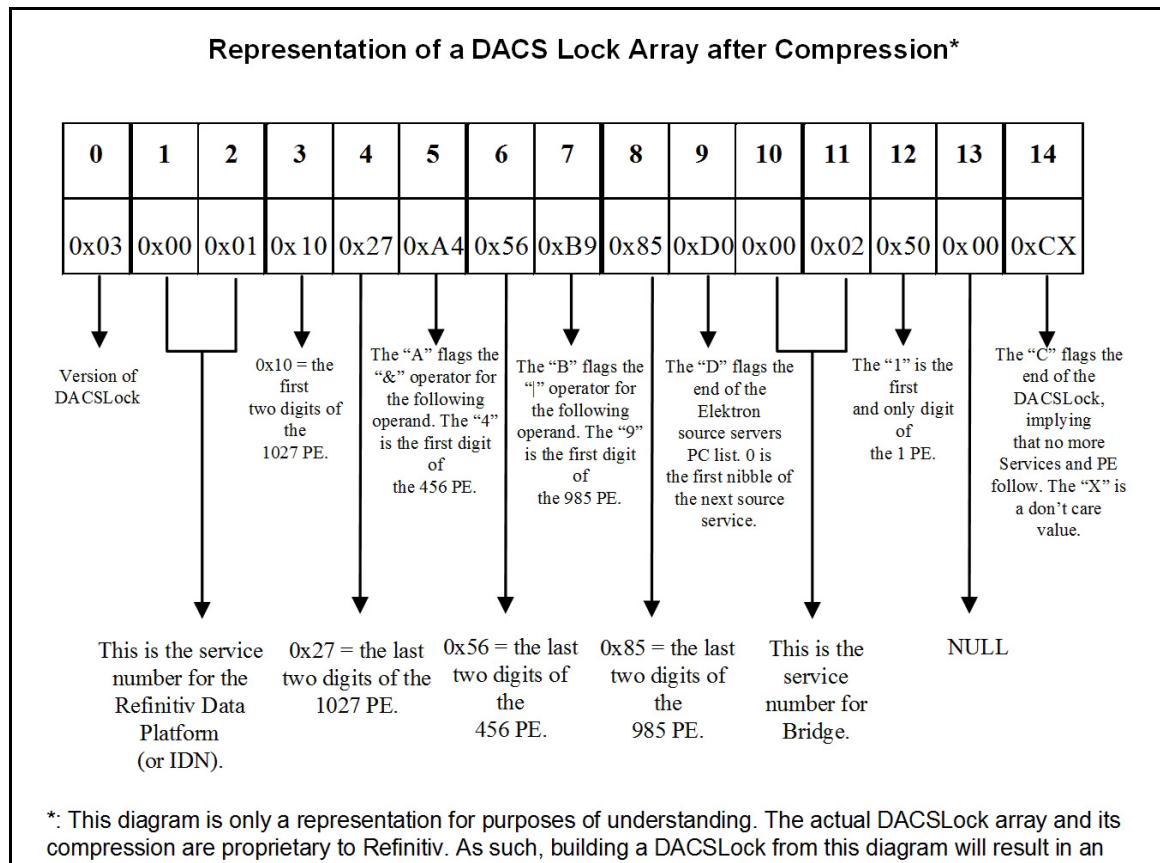 Representation of a DACS Lock Array after Compression*
0 1 2 3 4 5 6 7 8 9 10 11 12 13 14
0x03 0x00 0x01 0x10 0x27 0xA4 0x56 0xB9 0x85 0xD0 0x00 0x02 0x50 0x00 0xCX
Version of
DACSLock
0x10 = the
first
two digits of
the
1027 PE.
The “A” flags the
“&” operator for
the following
operand. The “4”
is the first digit
of
the 456 PE.
The “B” flags the
“|” operator for
the following
operand. The “9”
is the first digit
of
the 985 PE.
The “D” flags the
end of the
Elektron
source servers
PC list. 0 is
the first nibble of
the next source
service.
The “1” is the
first
and only digit
of
the 1 PE.
The “C” flags the
end of the
DACSLock,
implying
that no more
Services and PE
follow. The “X” is
a don’t care
value.
This is the service
number for the
Refinitiv Data
Platform
(or IDN).
0x27 = the last
two digits of the
1027 PE.
0x56 = the last
two digits of
the
456 PE.
0x85 = the last
two digits of
the
985 PE.
This is the
service
number for
Bridge.
NULL
*: This diagram is only a representation for purposes of understanding. The actual DACSLock array and its
compression are proprietary to Refinitiv. As such, building a DACSLock from this diagram will result in an